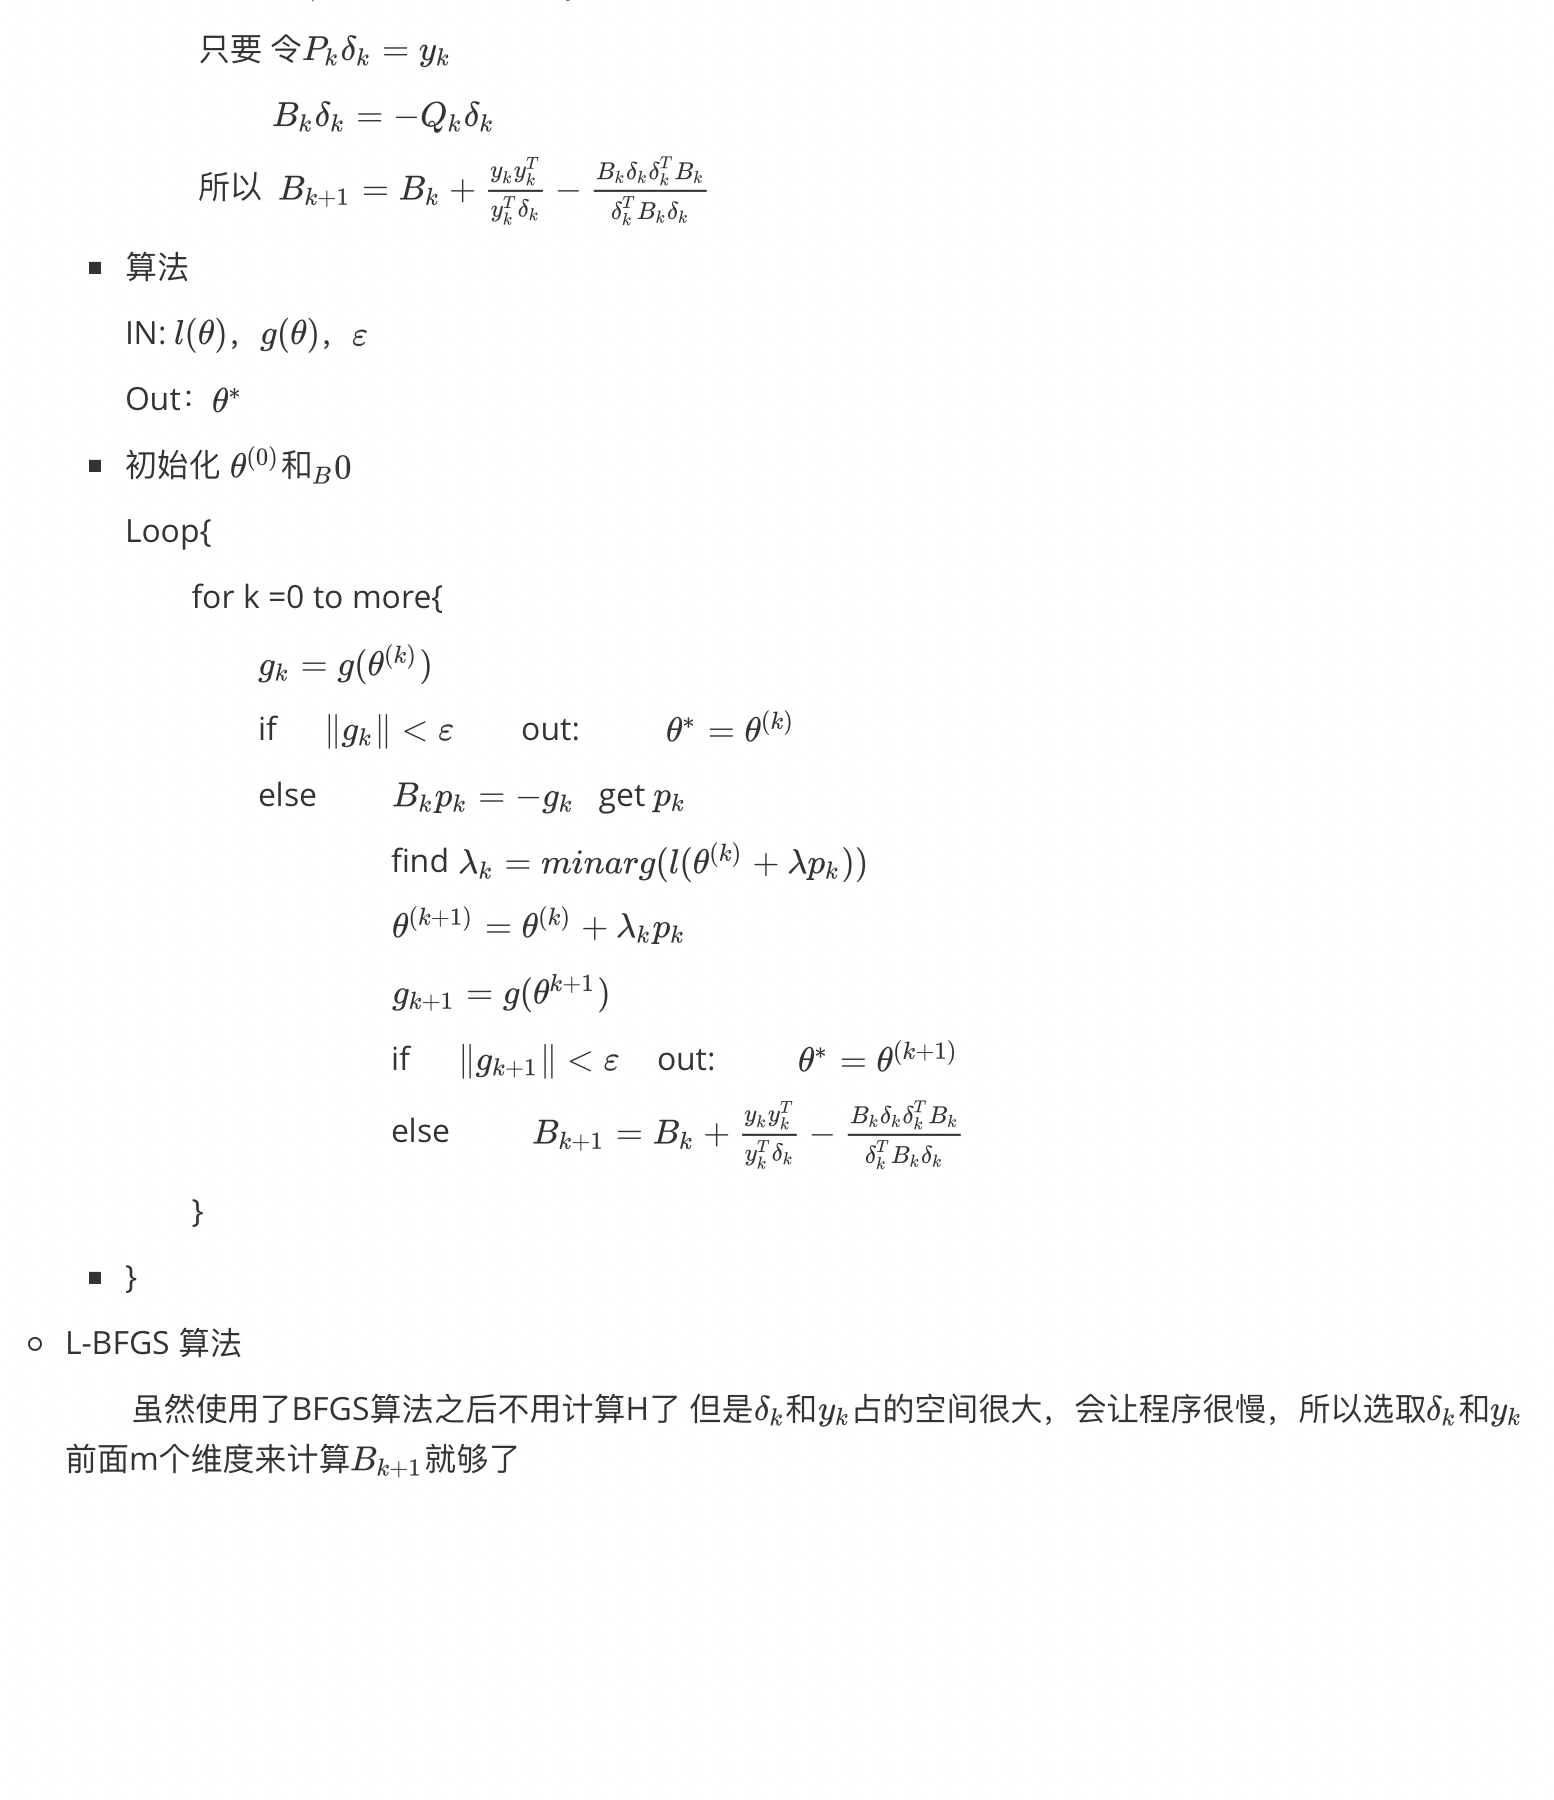 只要 令$P_k\delta_k = y_k$
$B_k\delta_k = -Q_k\delta_k$
所以 $B_{k+1} = B_k + \frac{y_k y_k^T}{y_k^T \delta_k} - \frac{B_k\delta_k\delta_k^T B_k}{\delta_k^T B_k \delta_k}$
▪ 算法
IN: $l(\theta)$，$g(\theta)$，$\varepsilon$
Out：$\theta^*$
▪ 初始化 $\theta^{(0)}$和$_B0$
Loop{
for k =0 to more{
$g_k = g(\theta^{(k)})$
if $\|g_k\| < \varepsilon$ out: $\theta^* = \theta^{(k)}$
else $B_k p_k = -g_k$ get $p_k$
find $\lambda_k = minarg(l(\theta^{(k)} + \lambda p_k))$
$\theta^{(k+1)} = \theta^{(k)} + \lambda_k p_k$
$g_{k+1} = g(\theta^{k+1})$
if $\|g_{k+1}\| < \varepsilon$ out: $\theta^* = \theta^{(k+1)}$
else $B_{k+1} = B_k + \frac{y_k y_k^T}{y_k^T \delta_k} - \frac{B_k\delta_k\delta_k^T B_k}{\delta_k^T B_k \delta_k}$
}
▪ }
○ L-BFGS 算法
虽然使用了BFGS算法之后不用计算H了 但是$\delta_k$和$y_k$占的空间很大，会让程序很慢，所以选取$\delta_k$和$y_k$
前面m个维度来计算$B_{k+1}$就够了